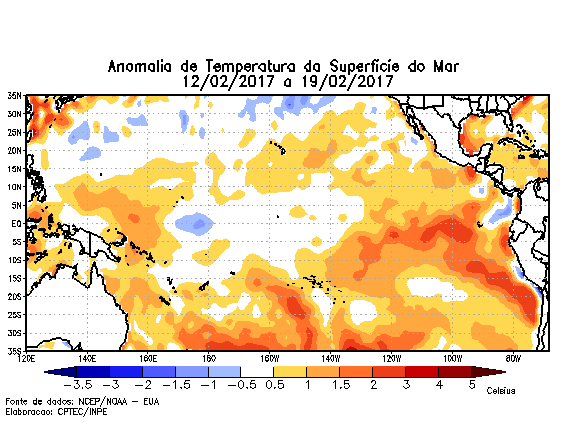 Anomalia de Temperatura da Superfície do Mar
12/02/2017 a 19/02/2017
35N
30N
25N
20N
15N
10N
5N
EQ
5S
10S
15S
20S
25S
30S
35S
120E 140E 160E 180 160W 140W 120W 100W 80W
−3.5 −3 −2 −1.5 −1 −0.5 0.5 1 1.5 2 3 4 5
Celsius
Fonte de dados: NCEP/NOAA − EUA
Elaboracao: CPTEC/INPE